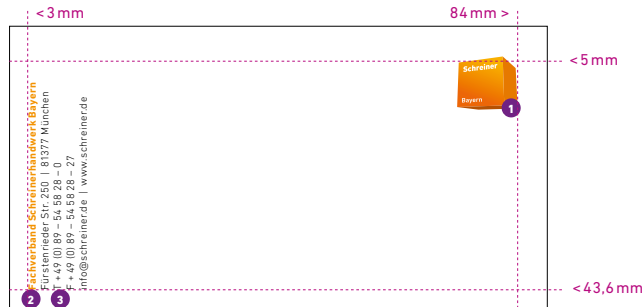 <3 mm
84 mm >
<5 mm
Schreiner
Bayern
1
Fachverband Schreinerhandwerk Bayern
Fürstenrieder Str. 250 | 81377 München
T +49 (0) 89 – 54 58 28 – 0
F +49 (0) 89 – 54 58 28 – 27
info@schreiner.de | www.schreiner.de
<43,6 mm
2
3